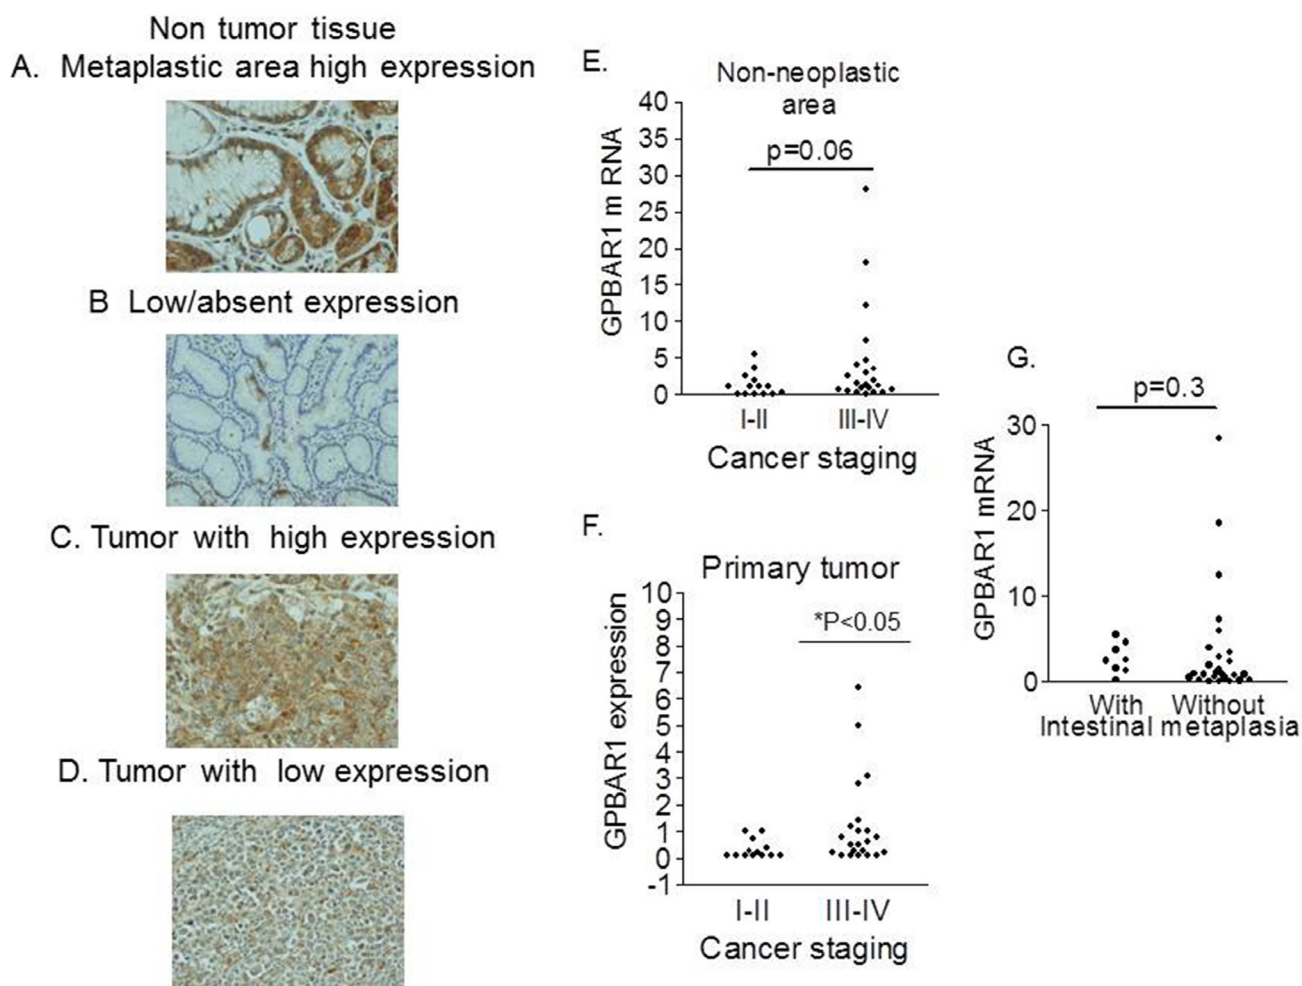 Non tumor tissue
A. Metaplastic area high expression
B Low/absent expression
C. Tumor with high expression
D. Tumor with low expression
E.
Non-neoplastic
area
p=0.06
GPBAR1 m RNA
40
35
30
25
20
15
10
5
0
I-II III-IV
Cancer staging
F.
Primary tumor
*P<0.05
GPBAR1 expression
10
9
8
7
6
5
4
3
2
1
0
-1
I-II III-IV
Cancer staging
G.
p=0.3
GPBAR1 mRNA
30
20
10
0
With Without
Intestinal metaplasia